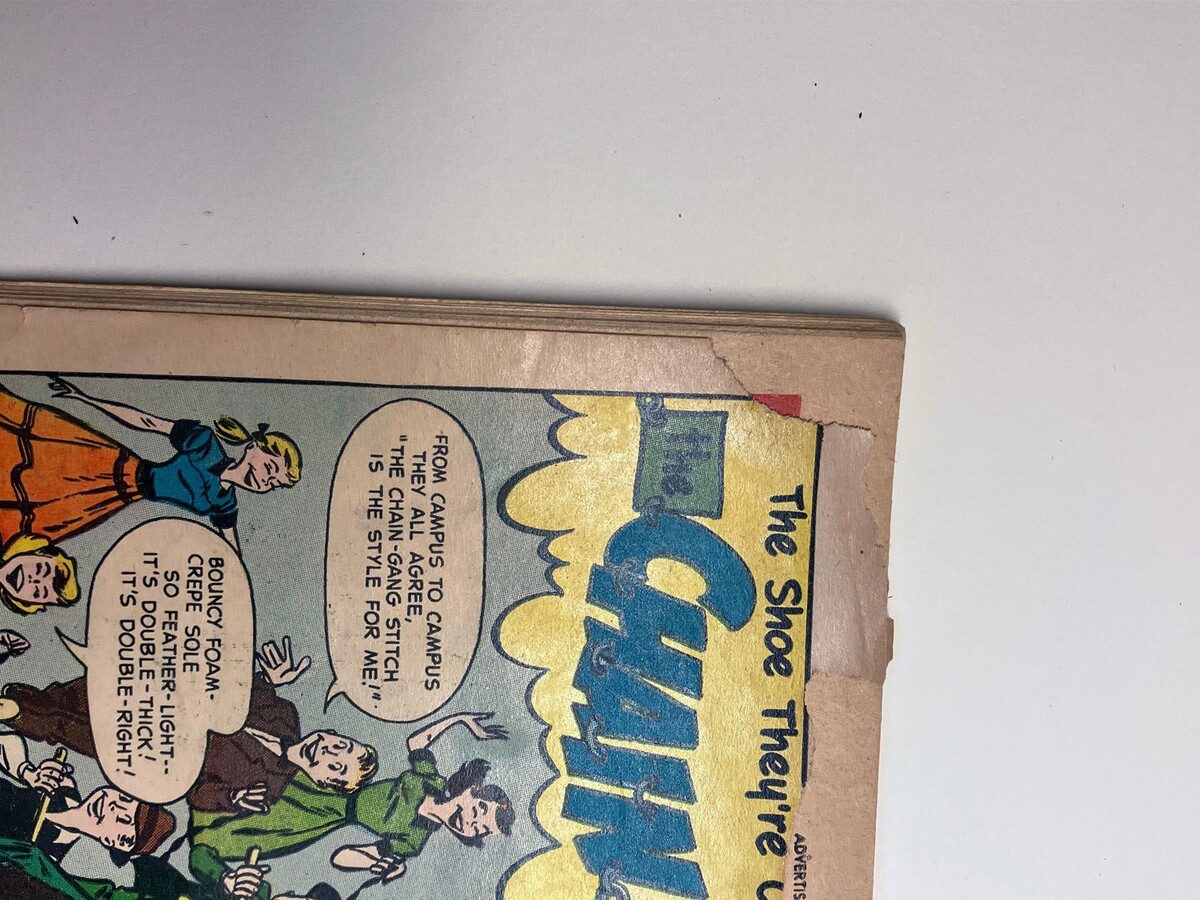 ADVERTIS
The Shoe They're
the
CHAIN
FROM CAMPUS TO CAMPUS
THEY ALL AGREE,
"THE CHAIN-GANG STITCH
IS THE STYLE FOR ME!"
BOUNCY FOAM-
CREPE SOLE
SO FEATHER-LIGHT--
IT'S DOUBLE-THICK!
IT'S DOUBLE-RIGHT!